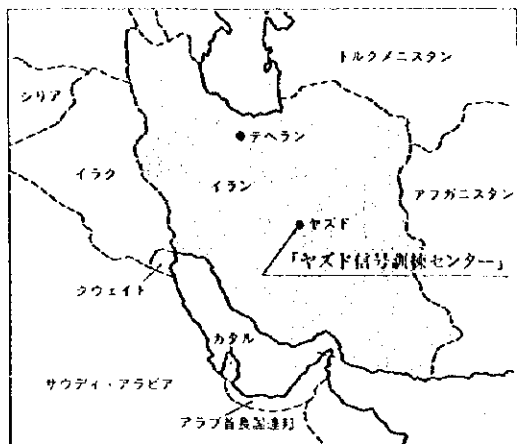 トルクメニスタン
シリア
テヘラン
イラク
イラン
アフガニスタン
ヤズド
「ヤズド信号訓練センター」
クウェイト
カタル
サウディ・アラビア
アラブ首長国連邦